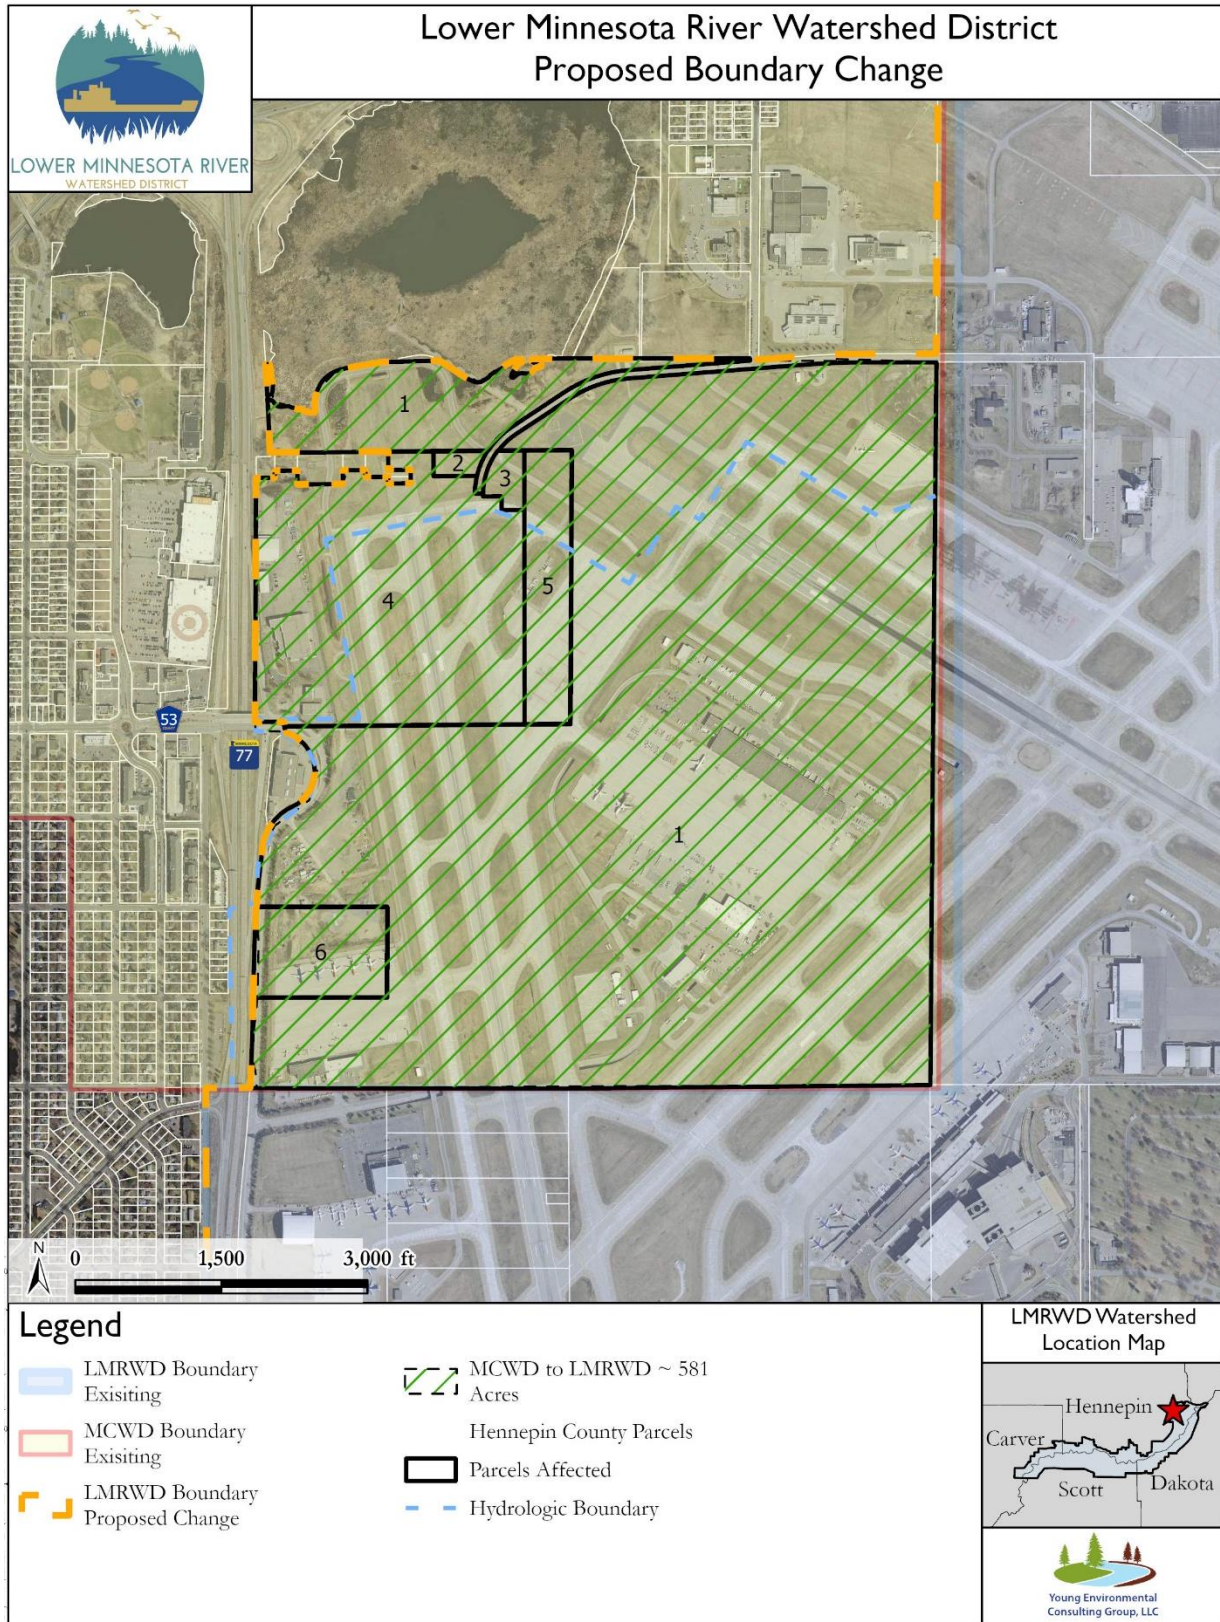 Lower Minnesota River Watershed District
Proposed Boundary Change
LOWER MINNESOTA RIVER
WATERSHED DISTRICT
1
2
3
4
5
53
77
1
6
N
0 1,500 3,000 ft
Legend
LMRWD Boundary
Exisiting
MCWD Boundary
Exisiting
LMRWD Boundary
Proposed Change
MCWD to LMRWD ~ 581
Acres
Hennepin County Parcels
Parcels Affected
Hydrologic Boundary
LMRWD Watershed
Location Map
Hennepin
Carver
Scott
Dakota
Young Environmental
Consulting Group, LLC